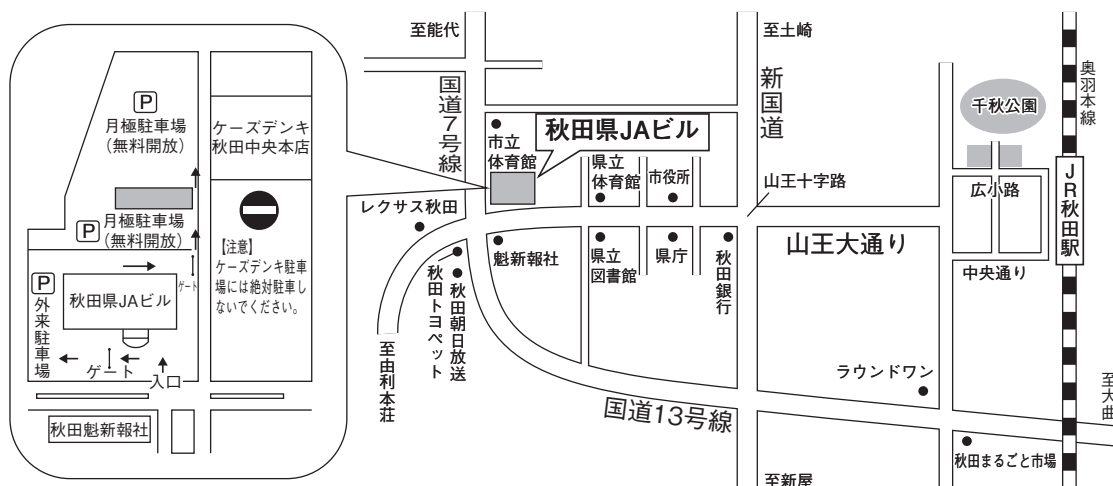 P
月極駐車場
(無料開放)
ケーズデンキ
秋田中央本店
月極駐車場
P
(無料開放)
【注意】
ケーズデンキ駐車
場には絶対駐車し
ないでください。
P
外来駐車場
秋田県JAビル
ゲート
ゲート
入口
秋田魁新報社
至能代
国道7号線
市立
体育館
秋田県JAビル
県立
体育館
市役所
至土崎
新国道
山王十字路
千秋公園
奥羽本線
広小路
JR秋田駅
レクサス秋田
魁新報社
県立
図書館
県庁
秋田銀行
山王大通り
中央通り
秋田トヨペット
秋田朝日放送
至由利本荘
国道13号線
ラウンドワン
至大曲
秋田まるごと市場
至新屋